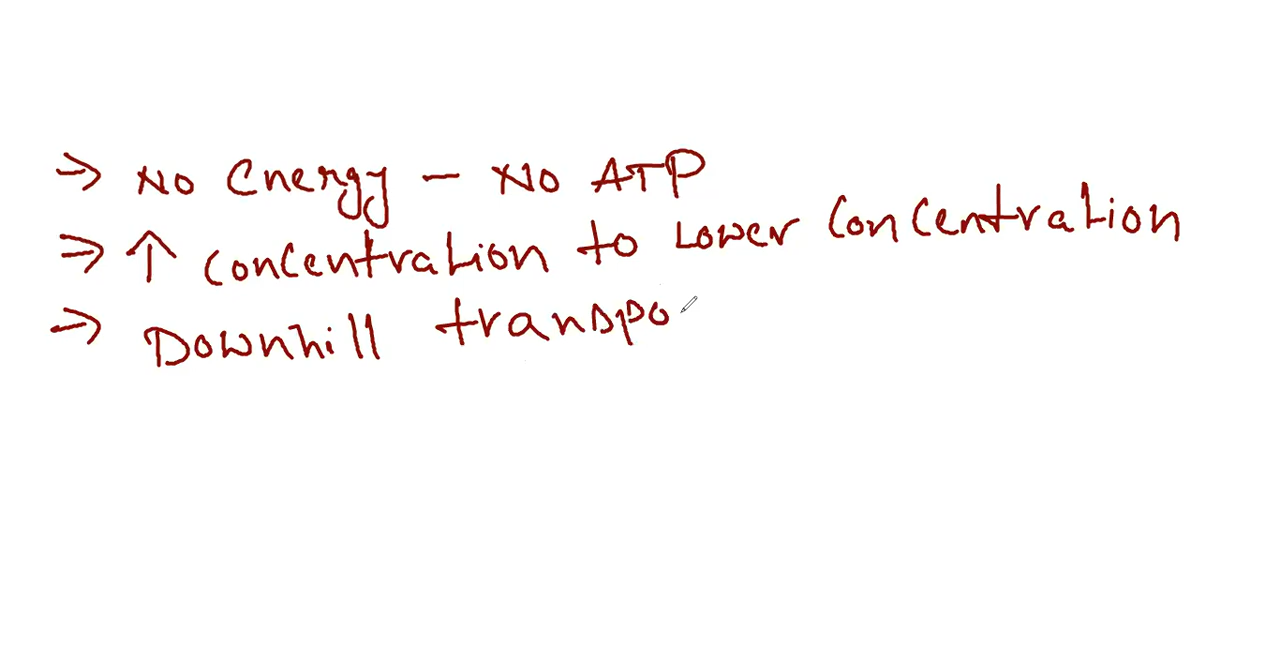 → No Energy – No ATP
⇒ ↑ concentration to Lower concentration
→ Downhill transpo